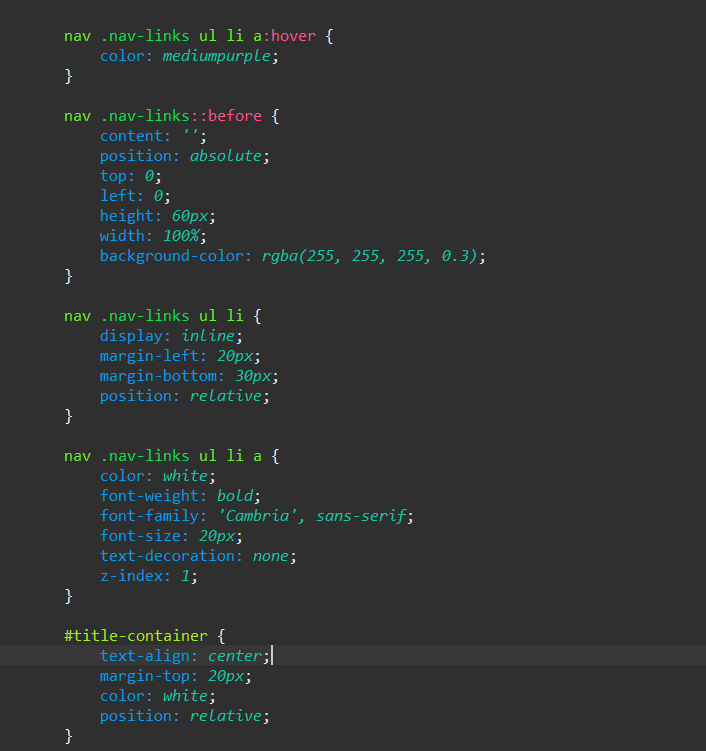 nav .nav-links ul li a:hover {
    color: mediumpurple;
}

nav .nav-links::before {
    content: '';
    position: absolute;
    top: 0;
    left: 0;
    height: 60px;
    width: 100%;
    background-color: rgba(255, 255, 255, 0.3);
}

nav .nav-links ul li {
    display: inline;
    margin-left: 20px;
    margin-bottom: 30px;
    position: relative;
}

nav .nav-links ul li a {
    color: white;
    font-weight: bold;
    font-family: 'Cambria', sans-serif;
    font-size: 20px;
    text-decoration: none;
    z-index: 1;
}

#title-container {
    text-align: center;
    margin-top: 20px;
    color: white;
    position: relative;
}